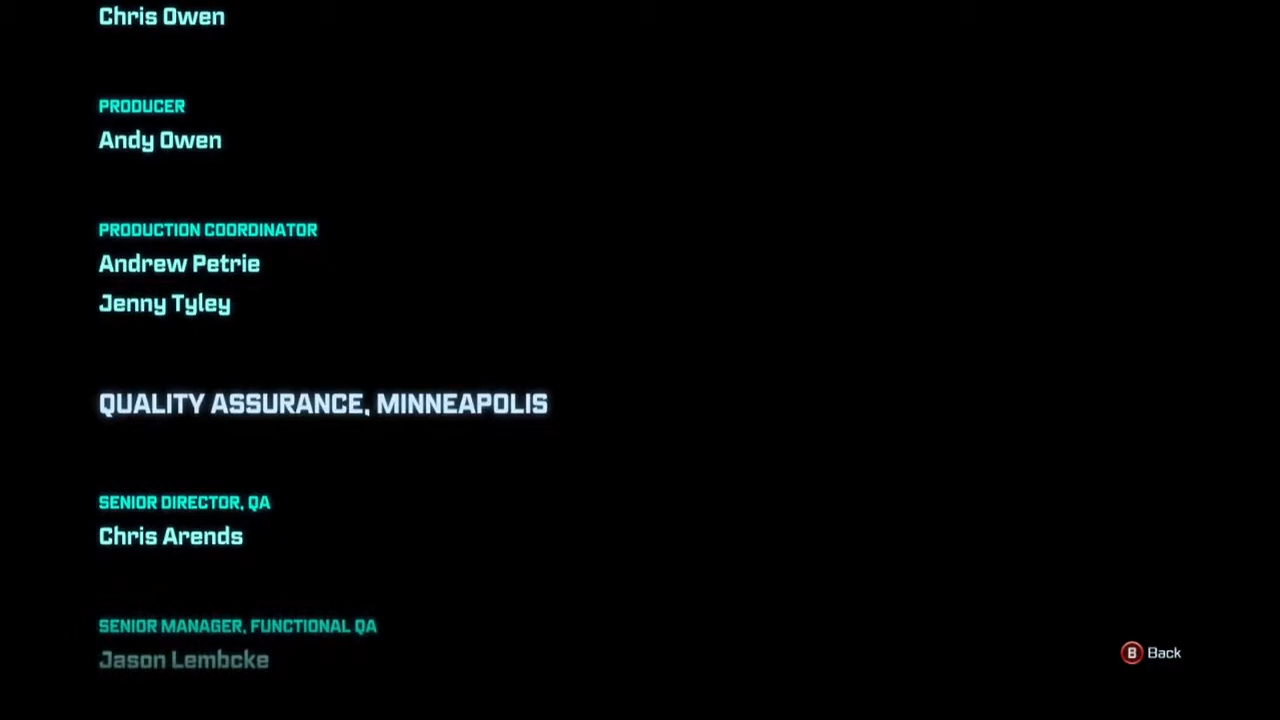 Chris Owen
PRODUCER
Andy Owen
PRODUCTION COORDINATOR
Andrew Petrie
Jenny Tyley
QUALITY ASSURANCE, MINNEAPOLIS
SENIOR DIRECTOR, QA
Chris Arends
SENIOR MANAGER, FUNCTIONAL QA
Jason Lembcke
B Back